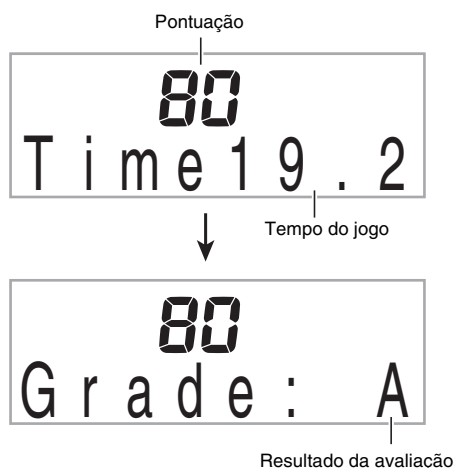 Pontuação
80
Time19.2
Tempo do jogo
80
Grade: A
Resultado da avaliação